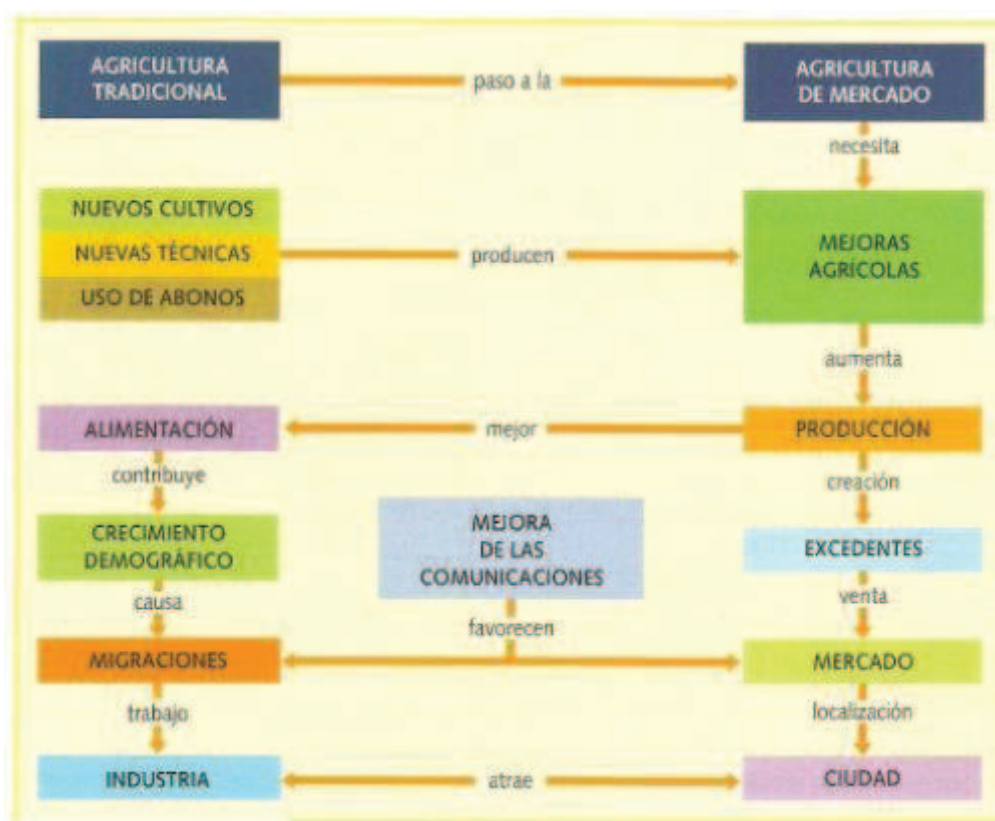 AGRICULTURA
TRADICIONAL
paso a la
AGRICULTURA
DE MERCADO
necesita
NUEVOS CULTIVOS
NUEVAS TÉCNICAS
USO DE ABONOS
producen
MEJORAS
AGRÍCOLAS
aumenta
ALIMENTACIÓN
mejor
PRODUCCIÓN
contribuye
creación
CRECIMIENTO
DEMOGRÁFICO
MEJORA
DE LAS
COMUNICACIONES
EXCEDENTES
causa
favorecen
venta
MIGRACIONES
MERCADO
trabajo
localización
INDUSTRIA
atrae
CIUDAD